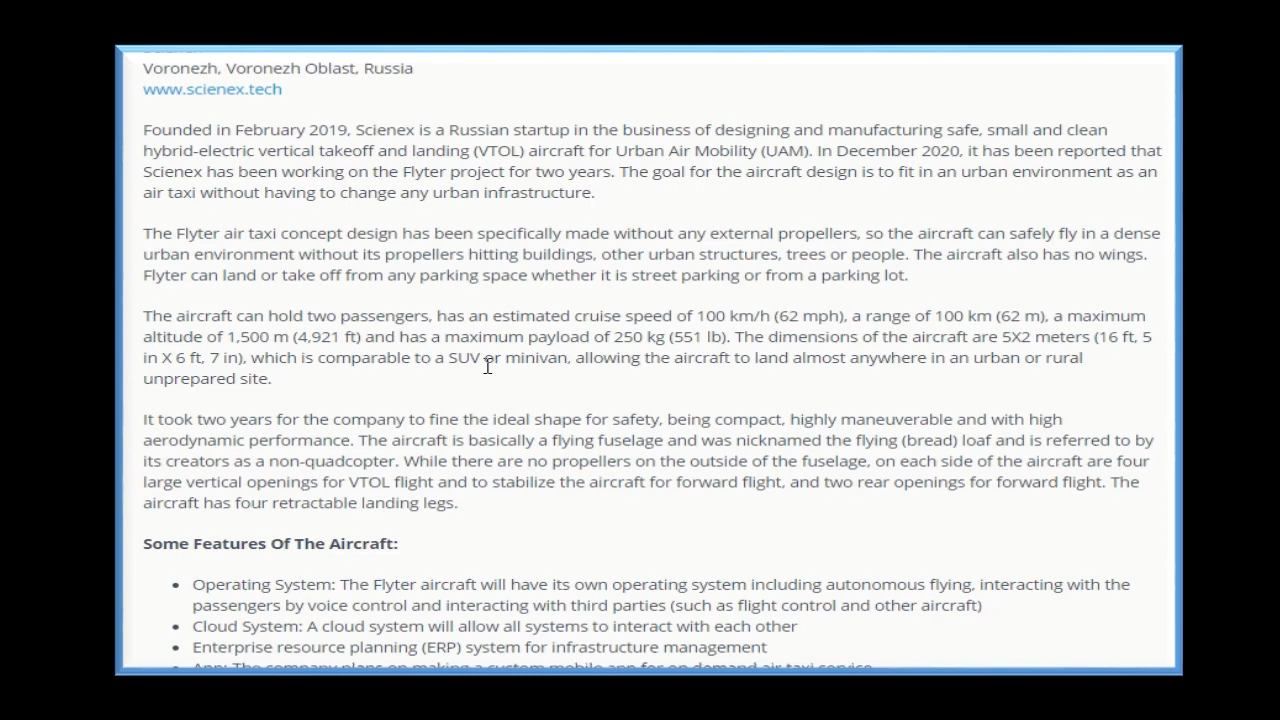 Voronezh, Voronezh Oblast, Russia
www.scienex.tech
Founded in February 2019, Scienex is a Russian startup in the business of designing and manufacturing safe, small and clean
hybrid-electric vertical takeoff and landing (VTOL) aircraft for Urban Air Mobility (UAM). In December 2020, it has been reported that
Scienex has been working on the Flyter project for two years. The goal for the aircraft design is to fit in an urban environment as an
air taxi without having to change any urban infrastructure.
The Flyter air taxi concept design has been specifically made without any external propellers, so the aircraft can safely fly in a dense
urban environment without its propellers hitting buildings, other urban structures, trees or people. The aircraft also has no wings.
Flyter can land or take off from any parking space whether it is street parking or from a parking lot.
The aircraft can hold two passengers, has an estimated cruise speed of 100 km/h (62 mph), a range of 100 km (62 m), a maximum
altitude of 1,500 m (4,921 ft) and has a maximum payload of 250 kg (551 lb). The dimensions of the aircraft are 5X2 meters (16 ft, 5
in X 6 ft, 7 in), which is comparable to a SUV or minivan, allowing the aircraft to land almost anywhere in an urban or rural
unprepared site.
It took two years for the company to fine the ideal shape for safety, being compact, highly maneuverable and with high
aerodynamic performance. The aircraft is basically a flying fuselage and was nicknamed the flying (bread) loaf and is referred to by
its creators as a non-quadcopter. While there are no propellers on the outside of the fuselage, on each side of the aircraft are four
large vertical openings for VTOL flight and to stabilize the aircraft for forward flight, and two rear openings for forward flight. The
aircraft has four retractable landing legs.
Some Features Of The Aircraft:
• Operating System: The Flyter aircraft will have its own operating system including autonomous flying, interacting with the
passengers by voice control and interacting with third parties (such as flight control and other aircraft)
• Cloud System: A cloud system will allow all systems to interact with each other
• Enterprise resource planning (ERP) system for infrastructure management
• App: The company plans on making a custom mobile app for on demand air taxi service